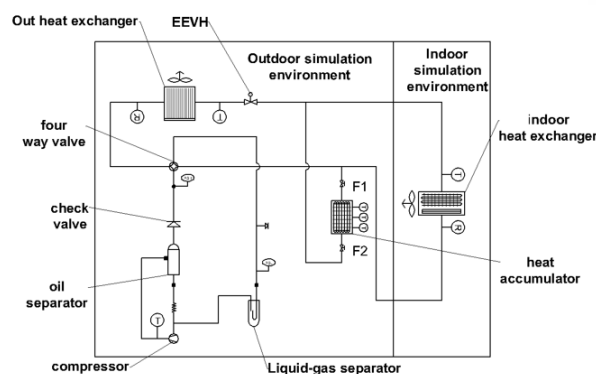 Out heat exchanger
EEVH
Outdoor simulation
environment
Indoor
simulation
environment
R
T
four
way valve
F1
T
indoor
heat exchanger
check
valve
R
F2
oil
separator
heat
accumulator
T
compressor
Liquid-gas separator